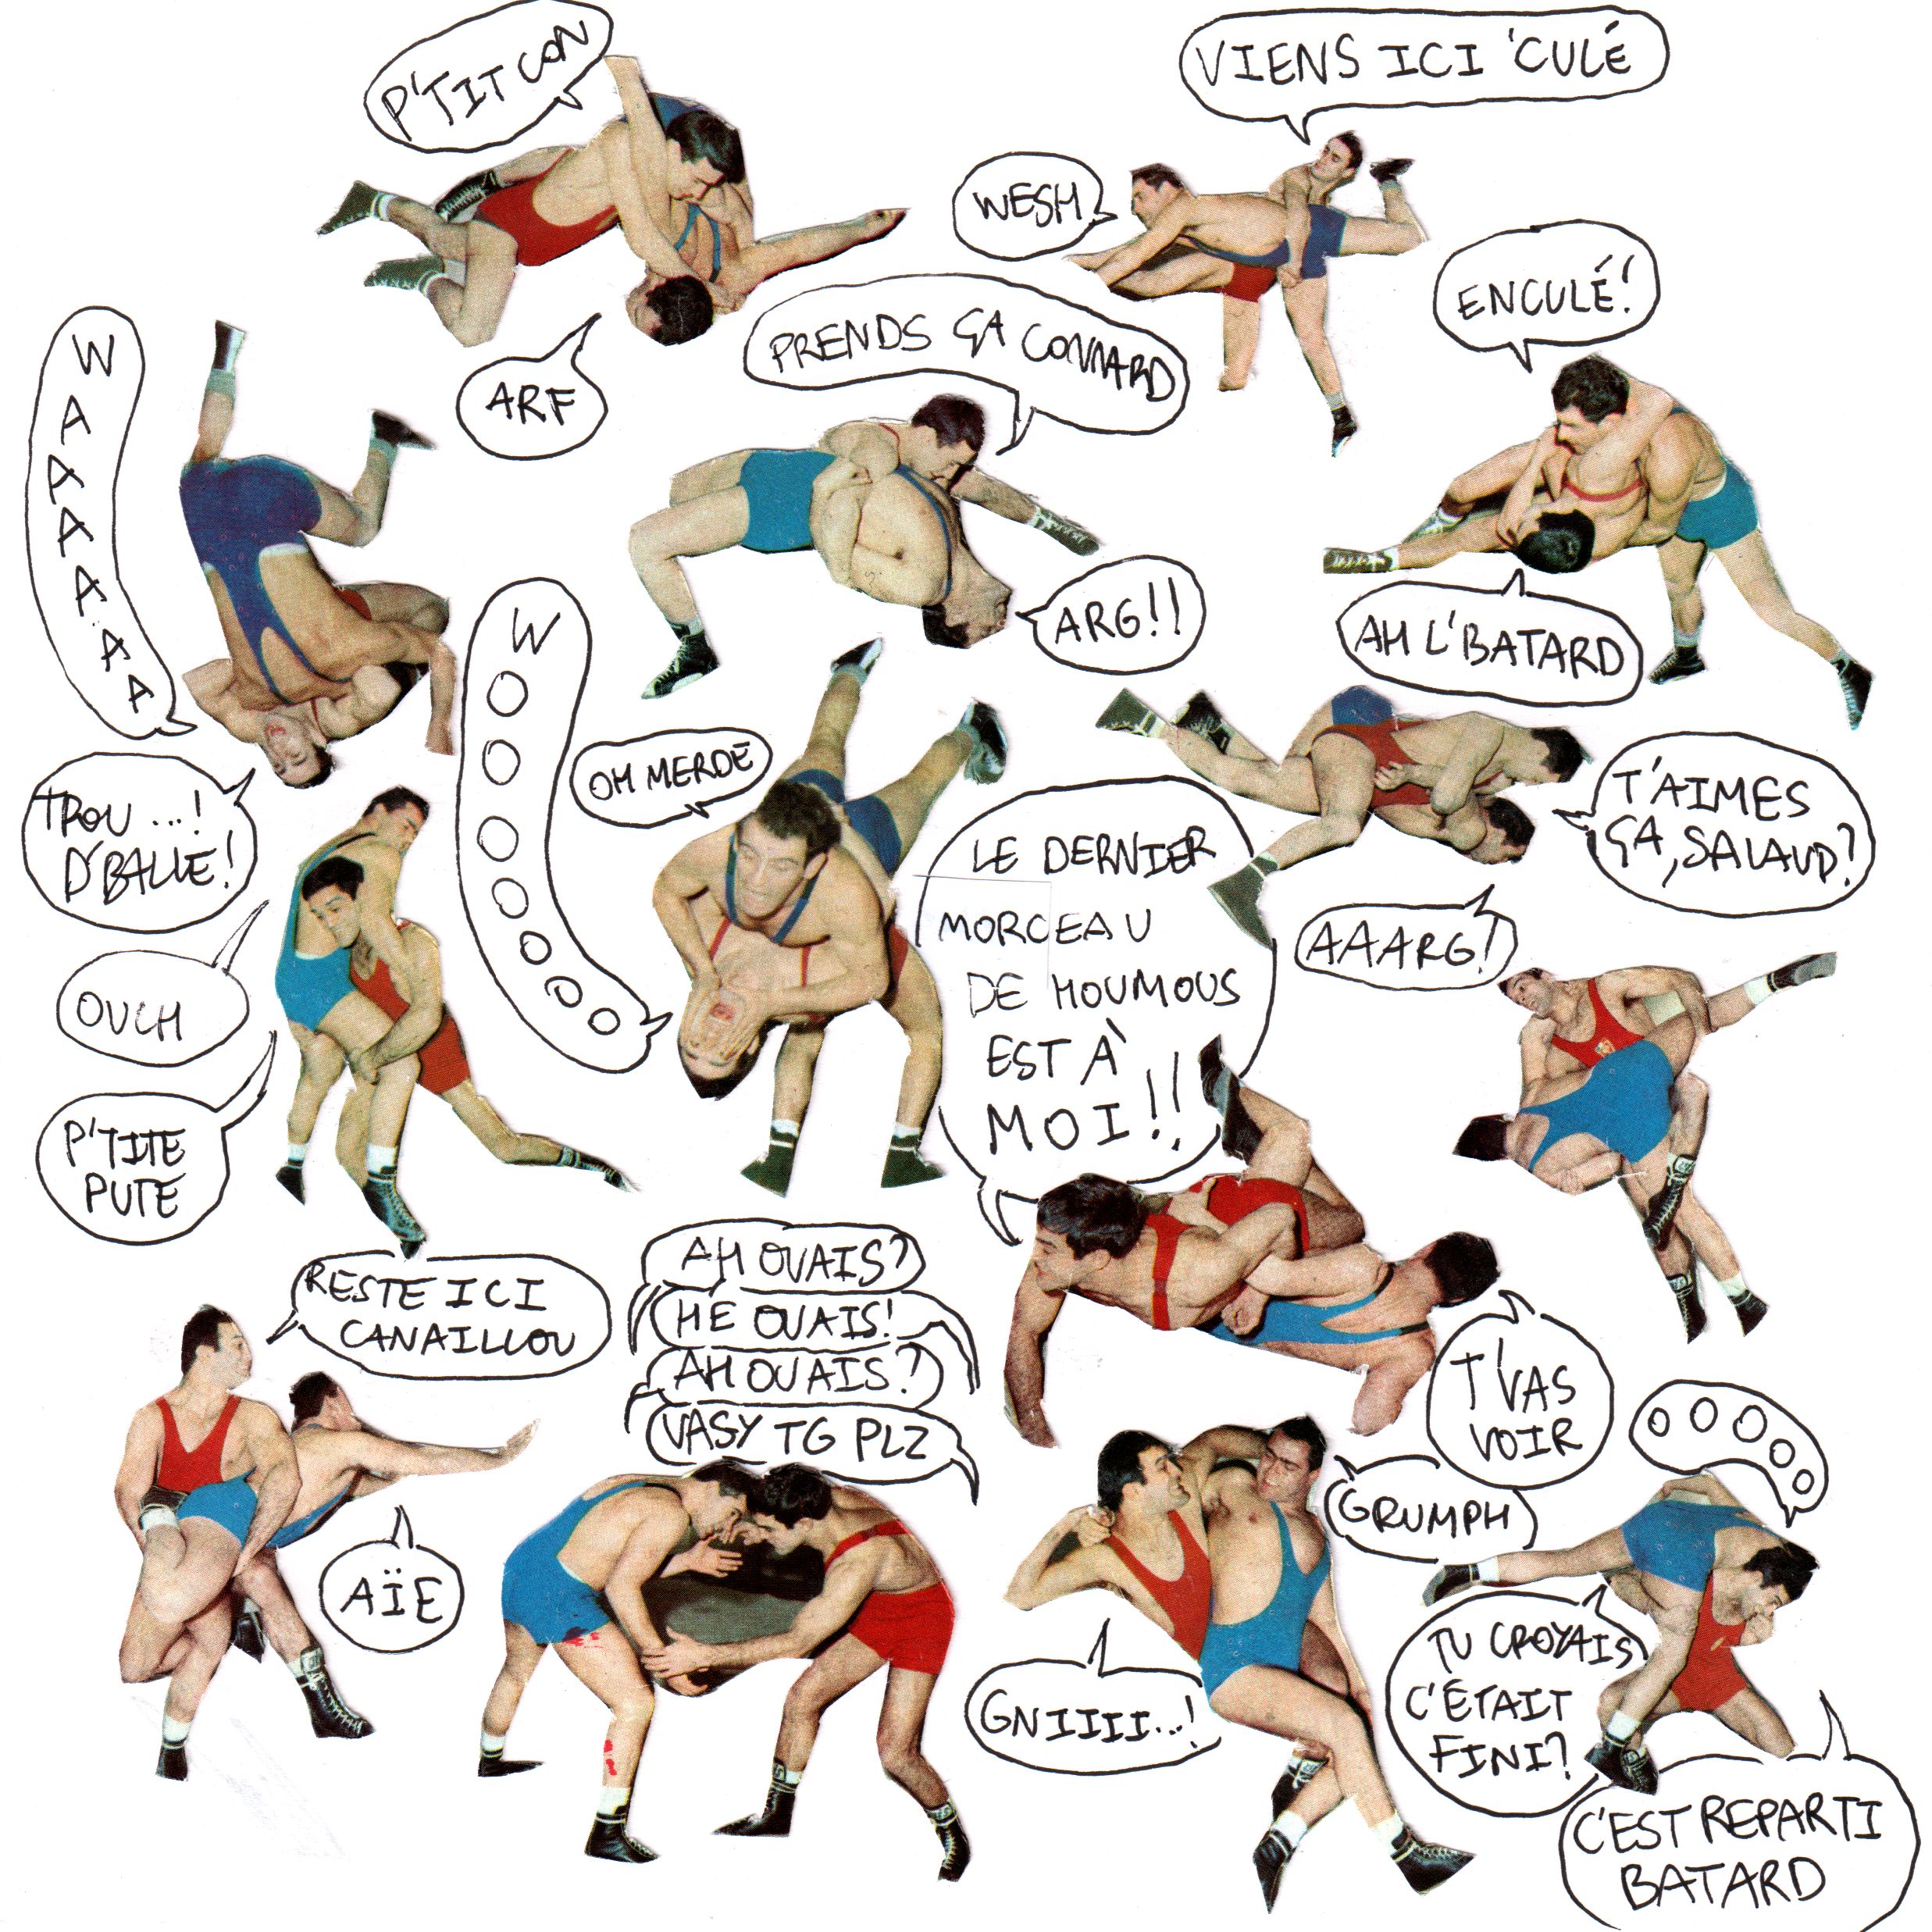 P'TIT CON
VIENS ICI 'CULÉ
WESH
ENCULÉ!
PRENDS ÇA CONNARD
ARF
W
A
A
A
A
A
A
ARG!!
AH L'BATARD
W
O
O
O
O
O
O
O
OH MERDE
TROU...!
D'BALLE!
T'AIMES
ÇA, SALAUD?
LE DERNIER
MORCEAU
DE HOUMOUS
EST À
MOI!!
AAARG!
OUCH
P'TITE
PUTE
RESTE ICI
CANAILLOU
AH OUAIS?
HE OUAIS!
AH OUAIS?
VASY TG PLZ
T'VAS
VOIR
OOOOO
GRUMPH
AÏE
GNIIII...!
TU CROYAIS
C'ÉTAIT
FINI?
C'EST REPARTI
BATARD